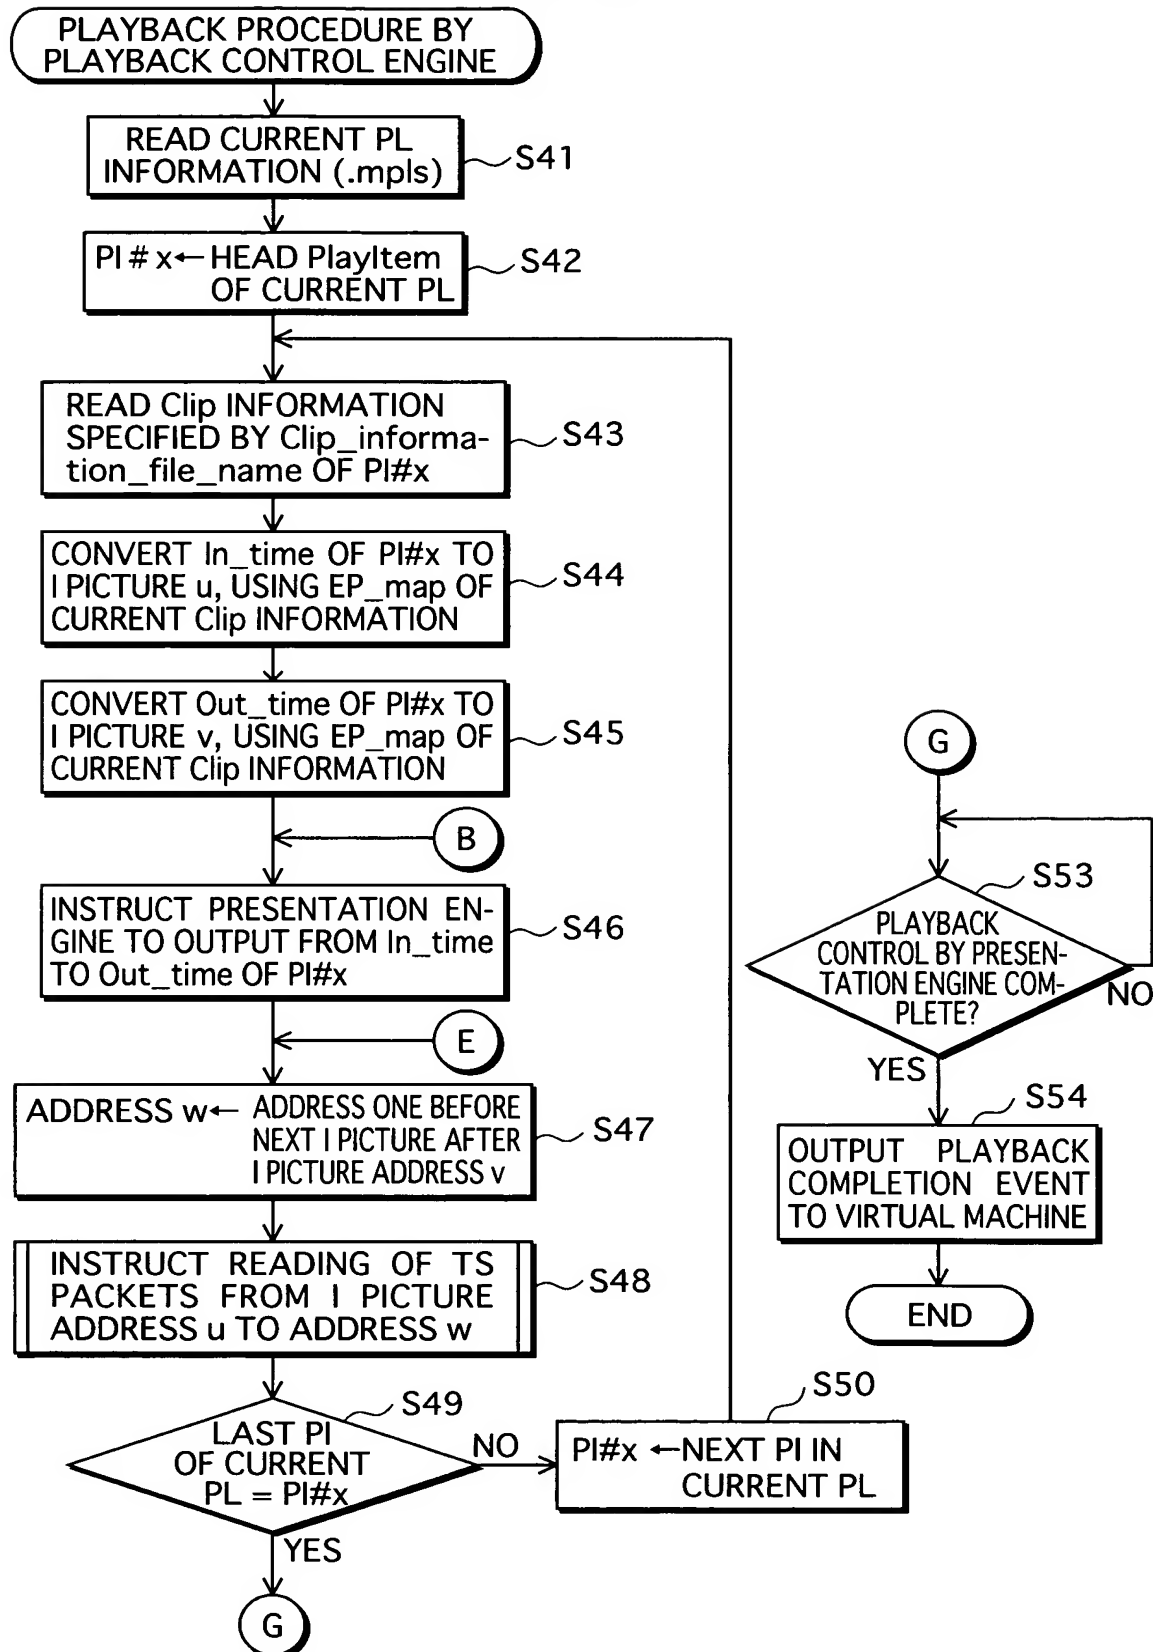 PLAYBACK PROCEDURE BY
PLAYBACK CONTROL ENGINE
READ CURRENT PL
INFORMATION (.mpls)
S41
PI # x← HEAD PlayItem
OF CURRENT PL
S42
READ Clip INFORMATION
SPECIFIED BY Clip_informa-
tion_file_name OF PI#x
S43
CONVERT In_time OF PI#x TO
I PICTURE u, USING EP_map OF
CURRENT Clip INFORMATION
S44
CONVERT Out_time OF PI#x TO
I PICTURE v, USING EP_map OF
CURRENT Clip INFORMATION
S45
B
INSTRUCT PRESENTATION EN-
GINE TO OUTPUT FROM In_time
TO Out_time OF PI#x
S46
E
ADDRESS w← ADDRESS ONE BEFORE
NEXT I PICTURE AFTER
I PICTURE ADDRESS v
S47
INSTRUCT READING OF TS
PACKETS FROM I PICTURE
ADDRESS u TO ADDRESS w
S48
S49
LAST PI
OF CURRENT
PL = PI#x
NO
YES
G
S50
PI#x ←NEXT PI IN
CURRENT PL
G
S53
PLAYBACK
CONTROL BY PRESEN-
TATION ENGINE COM-
PLETE?
NO
YES
S54
OUTPUT PLAYBACK
COMPLETION EVENT
TO VIRTUAL MACHINE
END